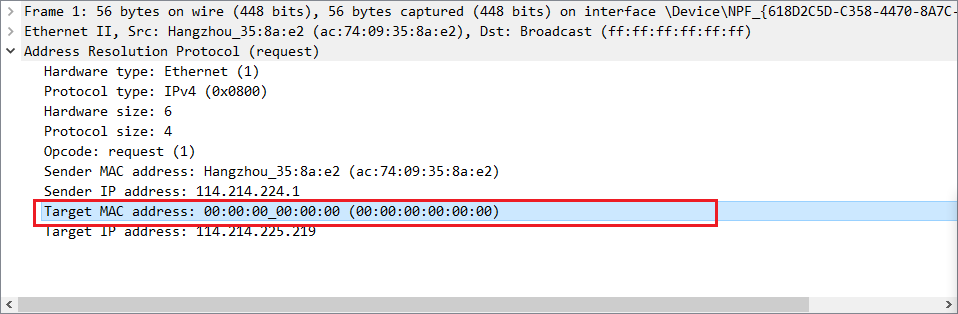 Frame 1: 56 bytes on wire (448 bits), 56 bytes captured (448 bits) on interface \Device\NPF_{618D2C5D-C358-4470-8A7C-
Ethernet II, Src: Hangzhou_35:8a:e2 (ac:74:09:35:8a:e2), Dst: Broadcast (ff:ff:ff:ff:ff:ff)
Address Resolution Protocol (request)
Hardware type: Ethernet (1)
Protocol type: IPv4 (0x0800)
Hardware size: 6
Protocol size: 4
Opcode: request (1)
Sender MAC address: Hangzhou_35:8a:e2 (ac:74:09:35:8a:e2)
Sender IP address: 114.214.224.1
Target MAC address: 00:00:00_00:00:00 (00:00:00:00:00:00)
Target IP address: 114.214.225.219